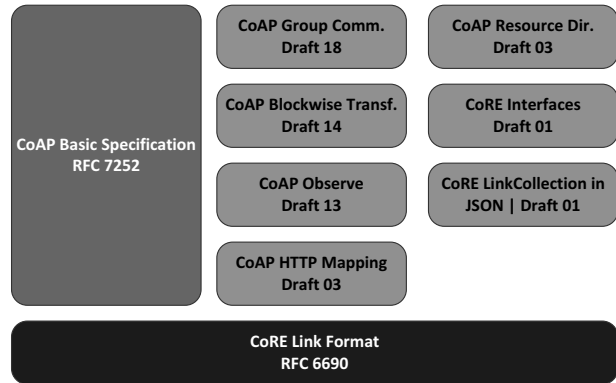 CoAP Basic Specification
RFC 7252
CoAP Group Comm.
Draft 18
CoAP Blockwise Transf.
Draft 14
CoAP Observe
Draft 13
CoAP HTTP Mapping
Draft 03
CoAP Resource Dir.
Draft 03
CoRE Interfaces
Draft 01
CoRE LinkCollection in
JSON | Draft 01
CoRE Link Format
RFC 6690